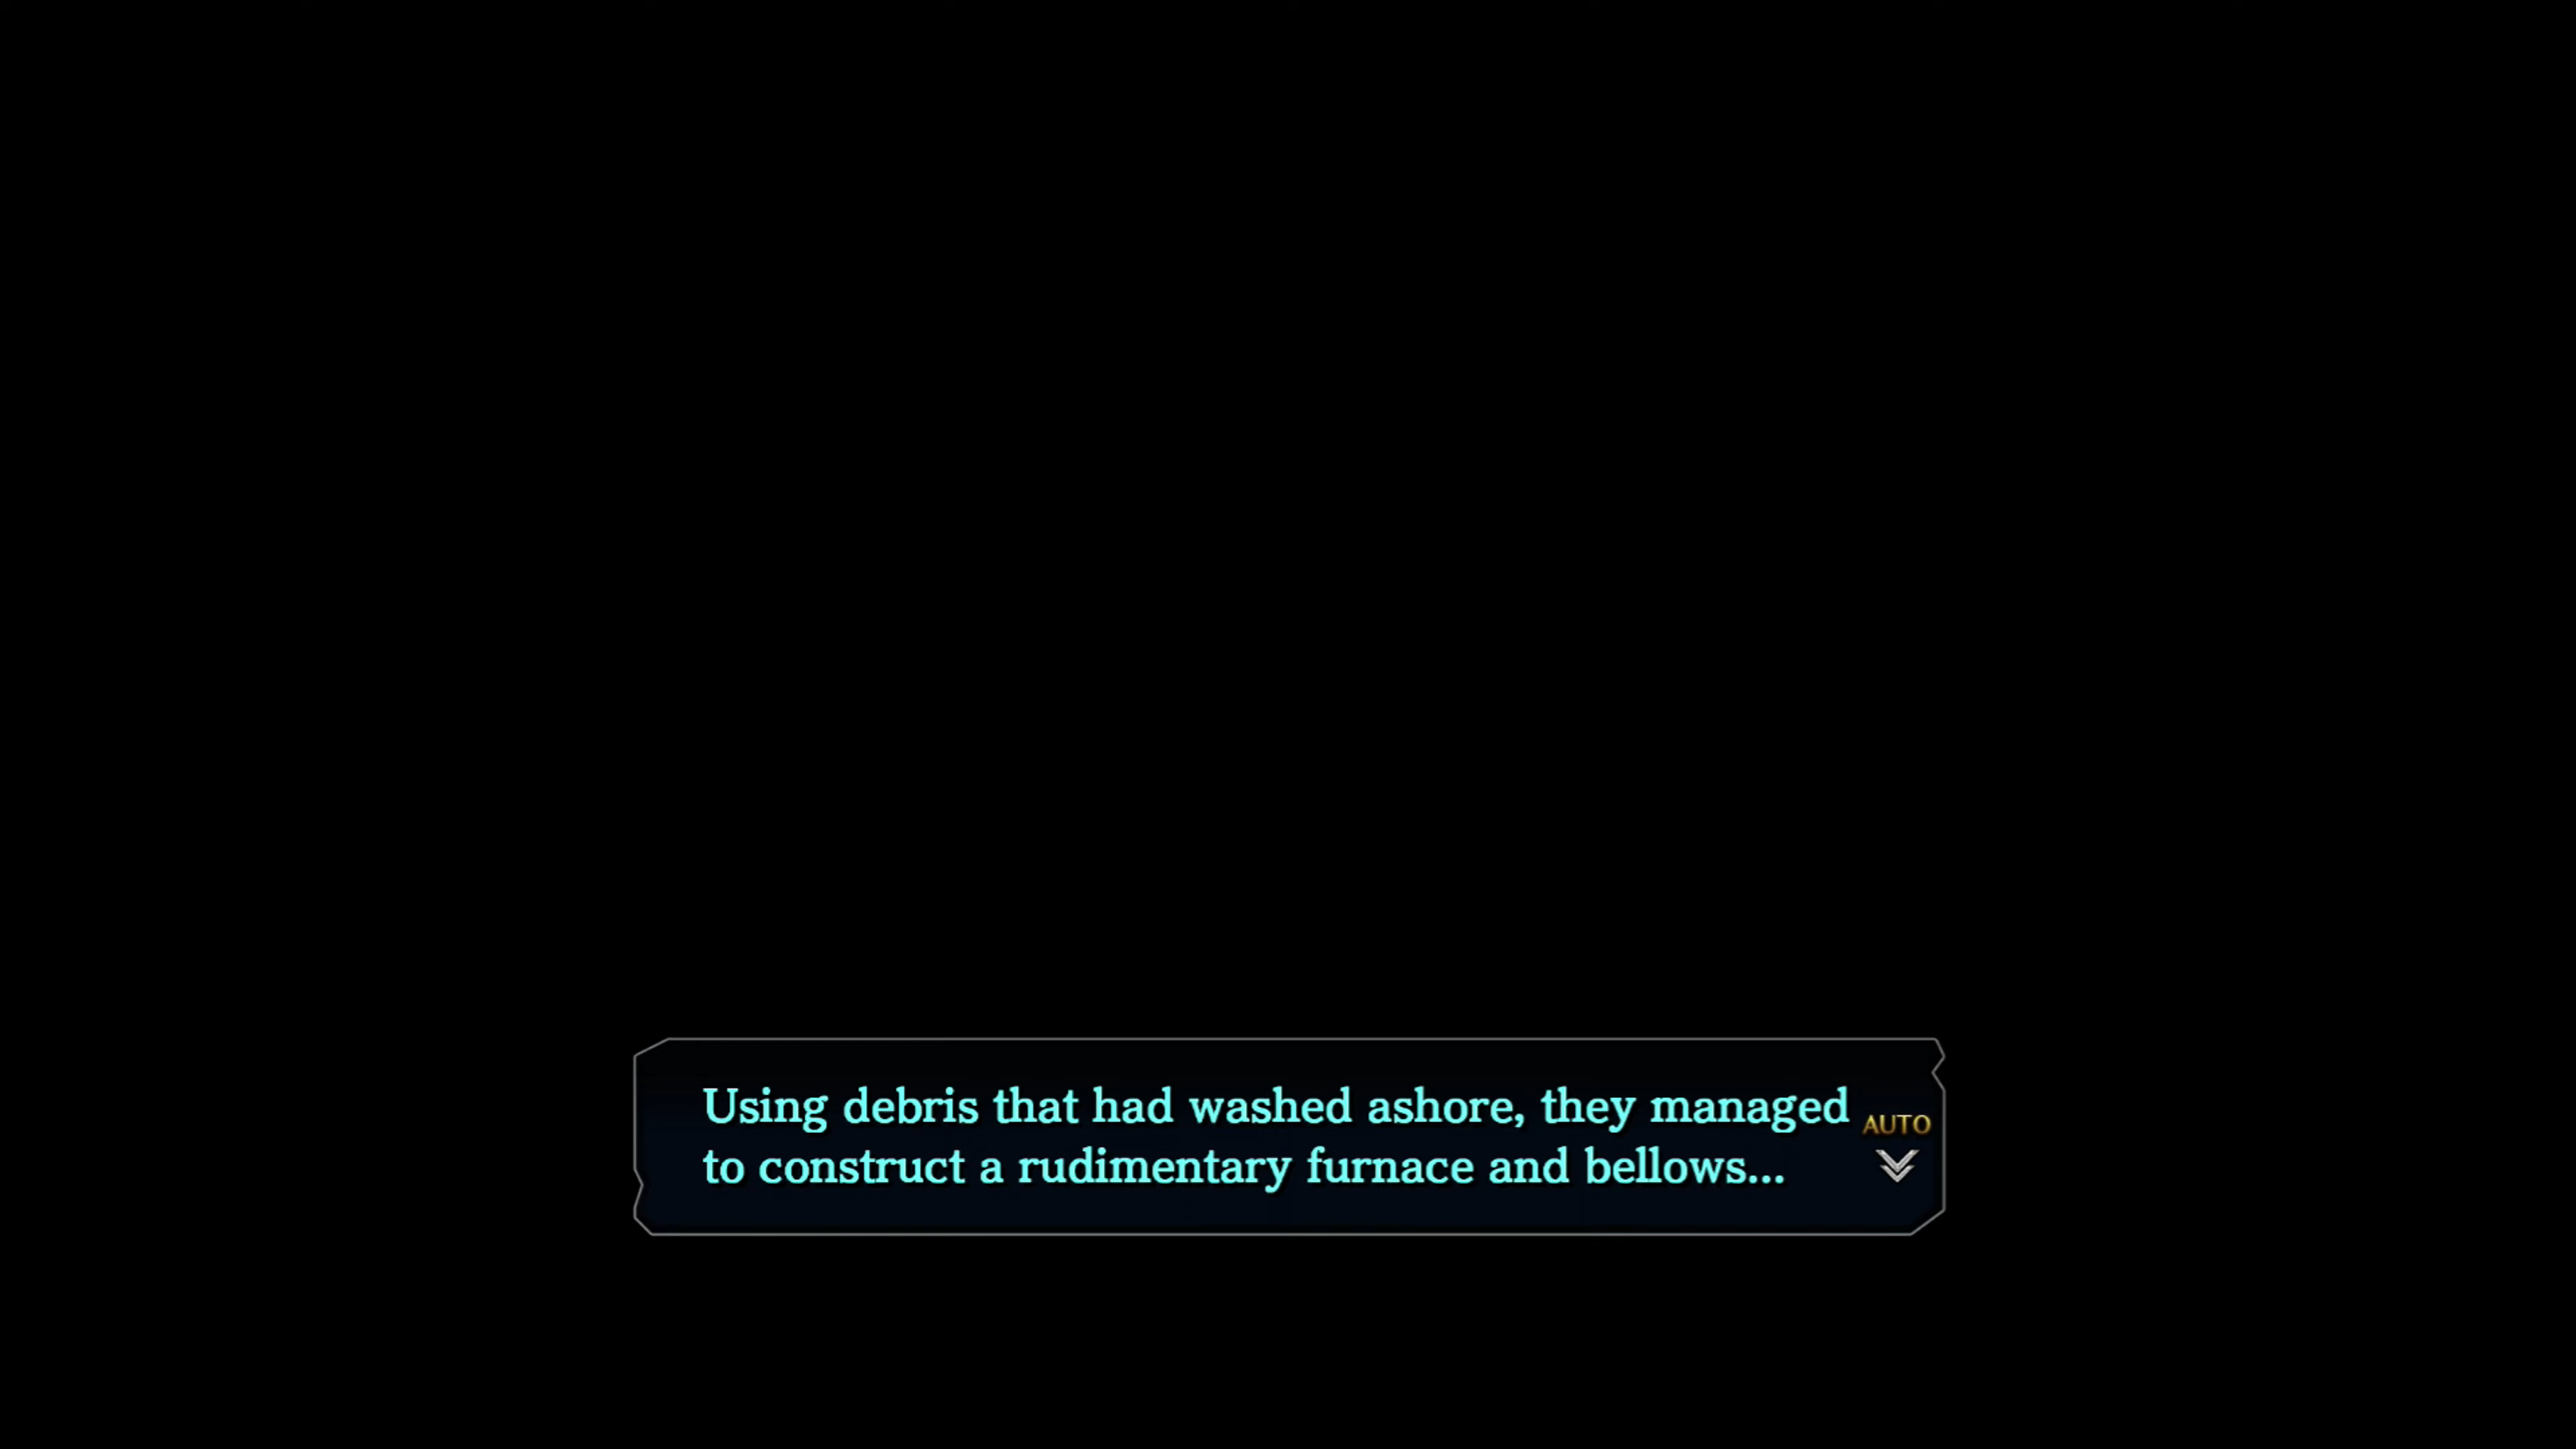 Using debris that had washed ashore, they managed
to construct a rudimentary furnace and bellows...
AUTO